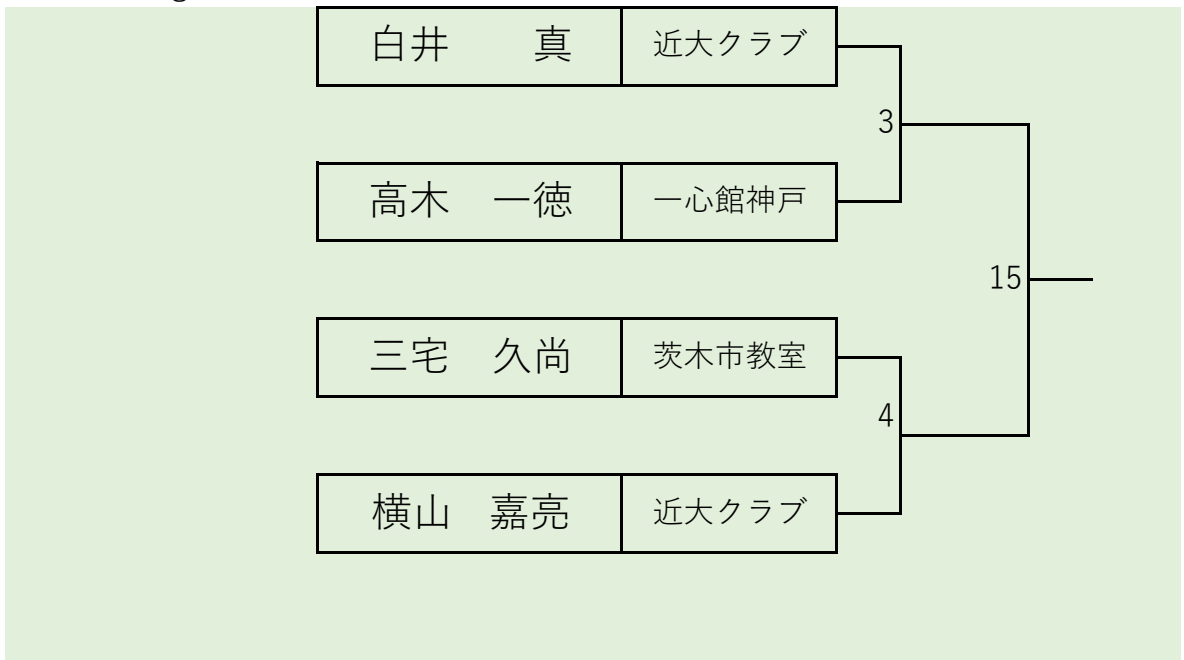 白井　　真 近大クラブ
3
高木　一徳 一心館神戸
15
三宅　久尚 茨木市教室
4
横山　嘉亮 近大クラブ